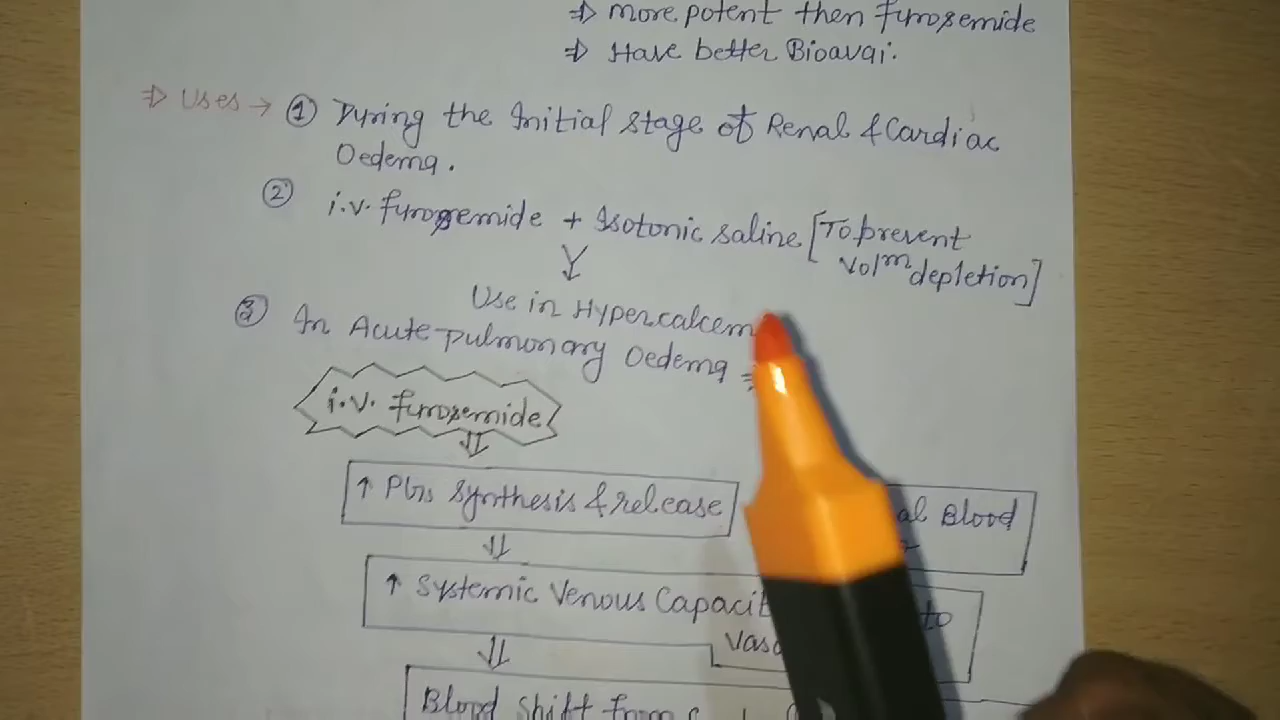 ⇒ more potent then furosemide
⇒ Have better Bioavai.
⇒ Uses → ① During the Initial stage of Renal & Cardiac
Oedema.
② i.v. furosemide + Isotonic saline [To prevent
Volm depletion]
↓
Use in Hypercalcem
③ In Acute pulmonary Oedema ⇒
i.v. furosemide
⇓
↑ PGs synthesis & release
al Blood
⇓
↑ Systemic Venous Capacit
to
Vaso
⇓
Blood Shift from